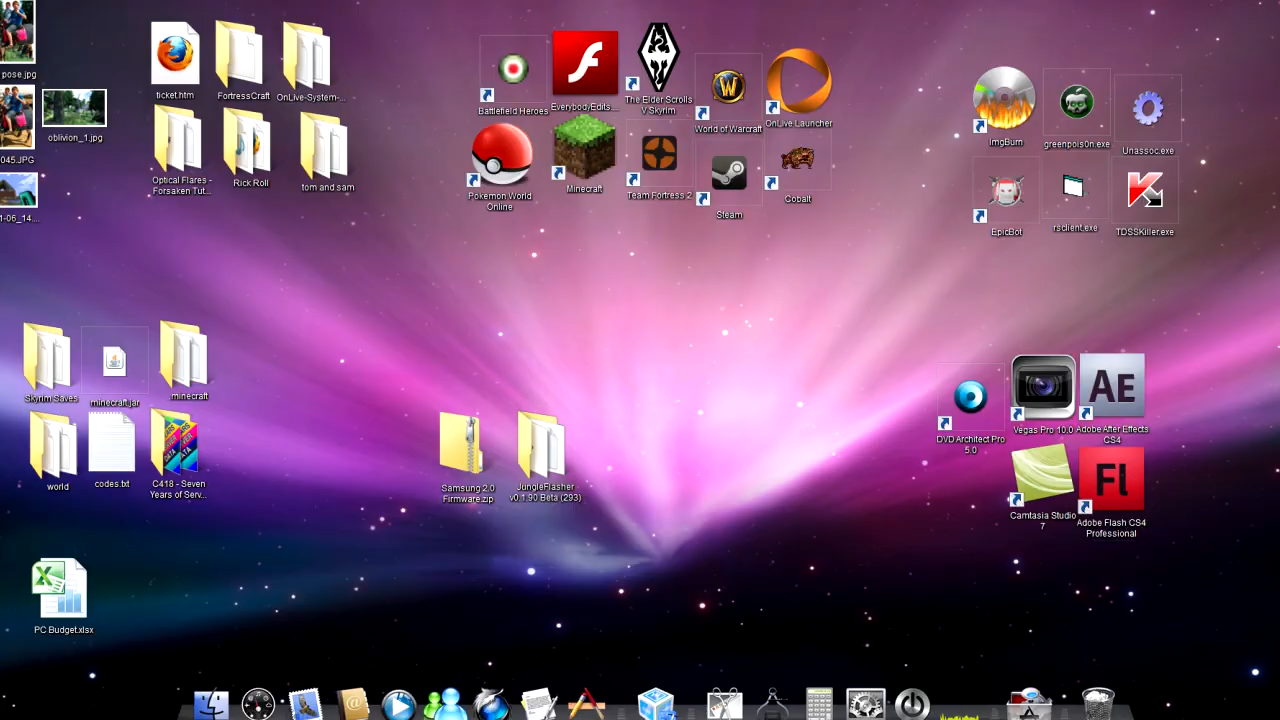 pose.jpg
oblivion_1.jpg
045.JPG
1-06_14...
ticket.htm
FortressCraft
OnLive-System-...
Optical Flares -
Forsaken Tut...
Rick Roll
tom and sam
Battlefield Heroes
EverybodyEdits...
The Elder Scrolls
V Skyrim
World of Warcraft
OnLive Launcher
Pokemon World
Online
Minecraft
Team Fortress 2
Steam
Cobalt
ImgBurn
greenpois0n.exe
Unassoc.exe
EpicBot
rsclient.exe
TDSSKiller.exe
Skyrim Saves
minecraft.jar
.minecraft
world
codes.txt
C418 - Seven
Years of Serv...
Samsung 2.0
Firmware.zip
JungleFlasher
v0.1.90 Beta (293)
DVD Architect Pro
5.0
Vegas Pro 10.0
AE
Adobe After Effects
CS4
Camtasia Studio
7
Fl
Adobe Flash CS4
Professional
PC Budget.xlsx